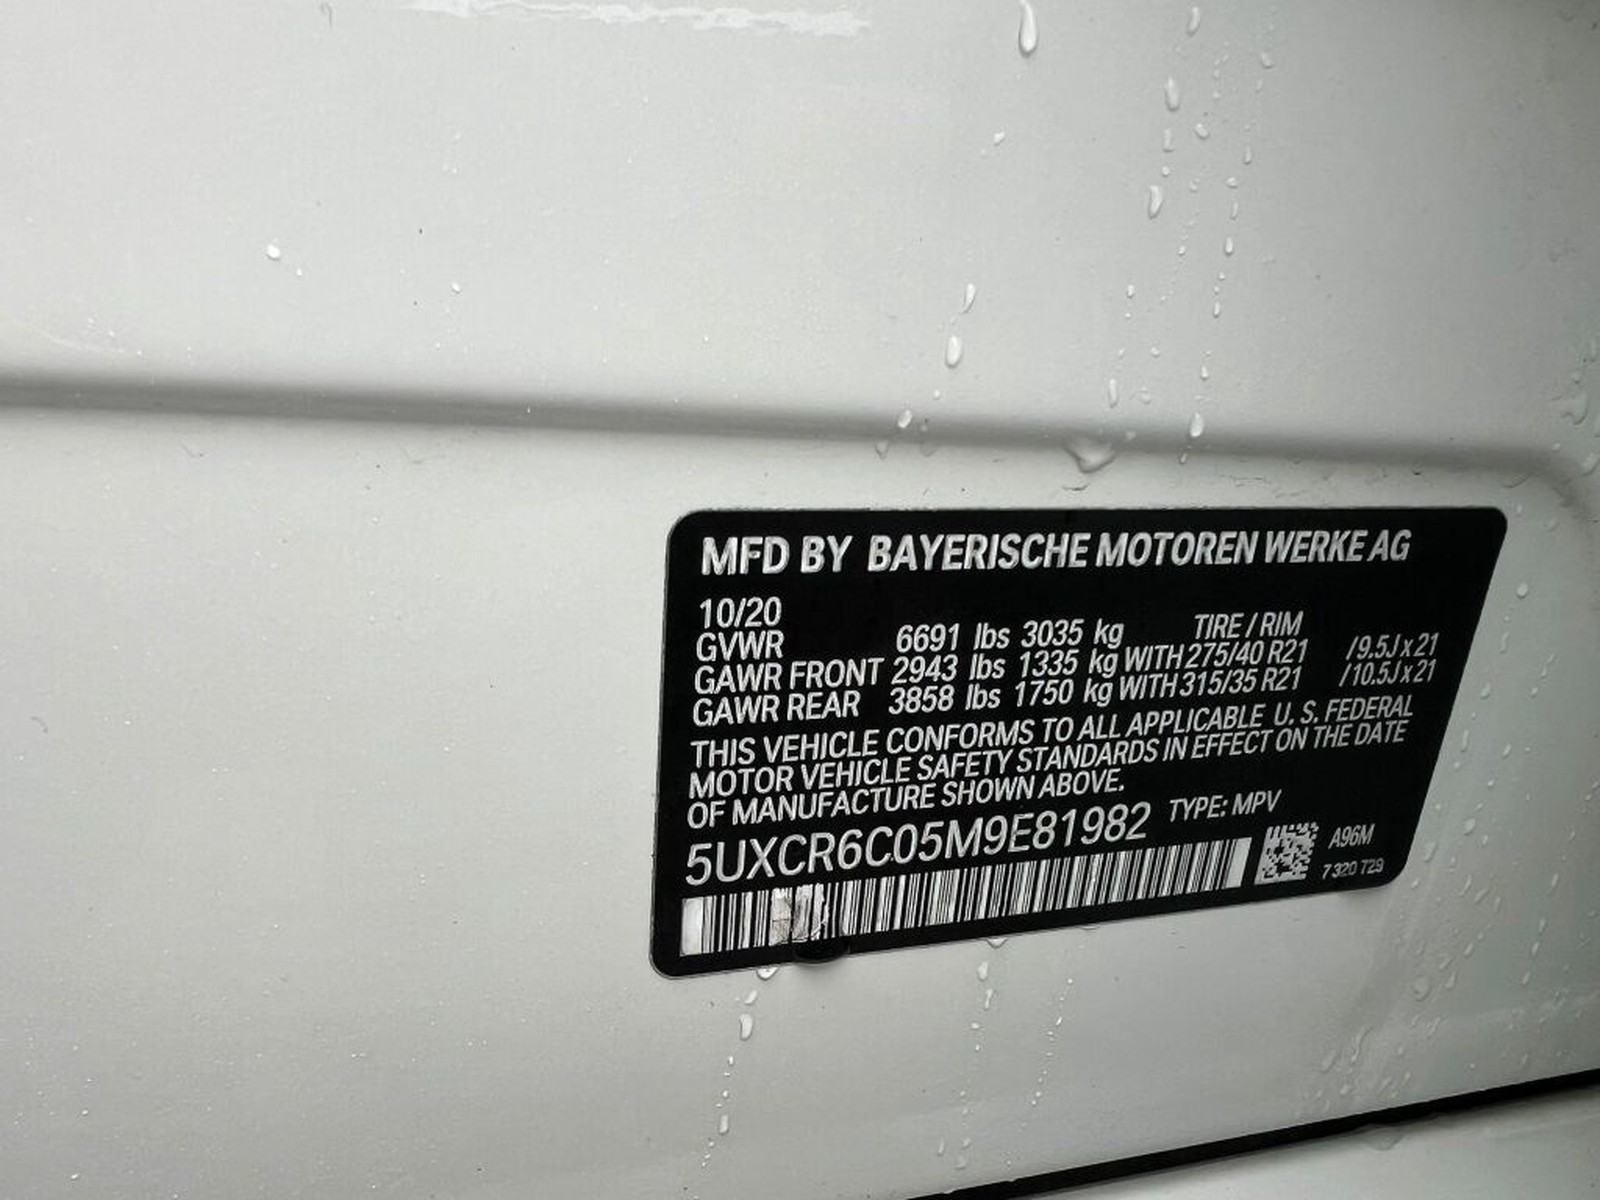 MFD BY BAYERISCHE MOTOREN WERKE AG
10/20 TIRE / RIM
GVWR 6691 lbs 3035 kg
GAWR FRONT 2943 lbs 1335 kg WITH 275/40 R21 /9.5J x 21
GAWR REAR 3858 lbs 1750 kg WITH 315/35 R21 /10.5J x 21
THIS VEHICLE CONFORMS TO ALL APPLICABLE U. S. FEDERAL
MOTOR VEHICLE SAFETY STANDARDS IN EFFECT ON THE DATE
OF MANUFACTURE SHOWN ABOVE.
5UXCR6C05M9E81982 TYPE: MPV
A96M
7 320 729